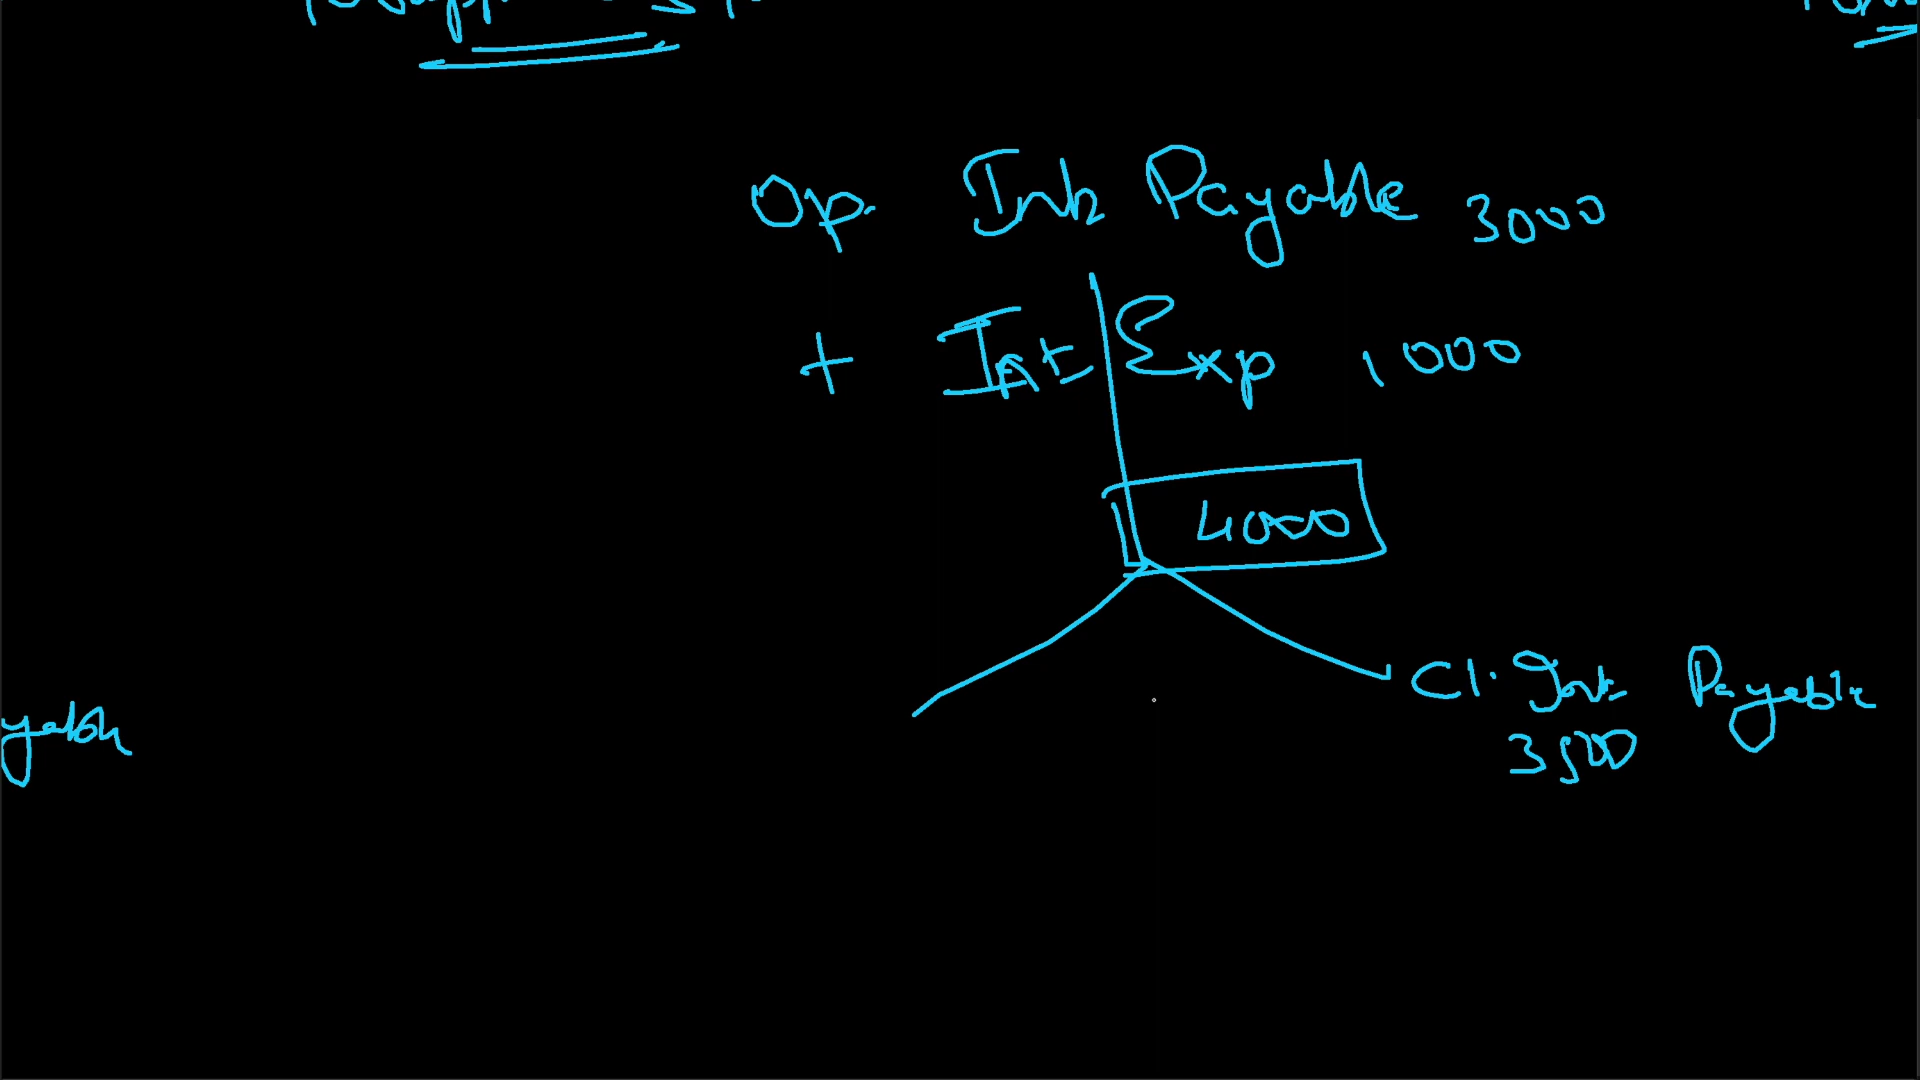 Op. Int Payable 3000
+ Int Exp 1000
4000
Cl. Int. Payable
3500